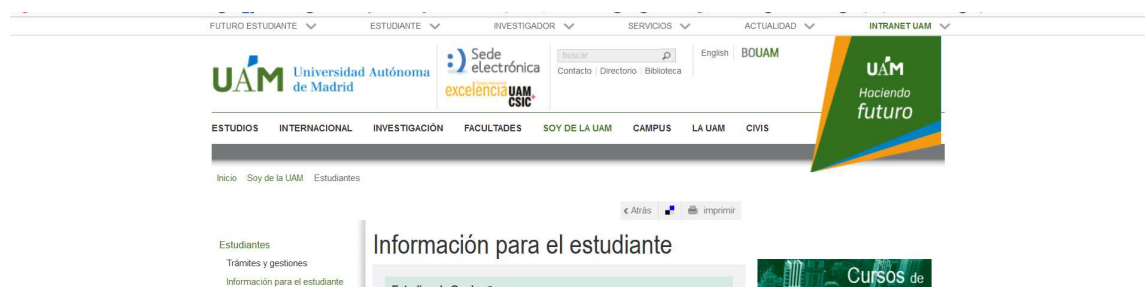 FUTURO ESTUDIANTE ESTUDIANTE INVESTIGADOR SERVICIOS ACTUALIDAD INTRANET UAM
UAM Universidad Autónoma
de Madrid
:) Sede
electrónica
excelencia UAM
CSIC+
buscar
Contacto | Directorio | Biblioteca
English BOUAM
UAM
Haciendo
futuro
ESTUDIOS INTERNACIONAL INVESTIGACIÓN FACULTADES SOY DE LA UAM CAMPUS LA UAM CIVIS
Inicio Soy de la UAM Estudiantes
Atrás imprimir
Estudiantes
Trámites y gestiones
Información para el estudiante
Información para el estudiante
Cursos de